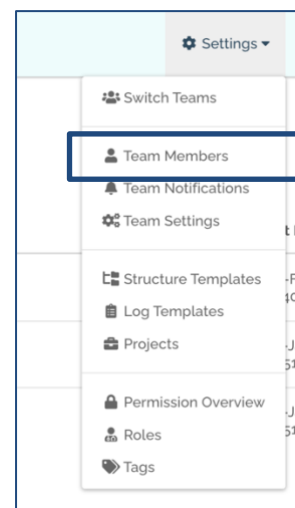 Settings
Switch Teams
Team Members
Team Notifications
Team Settings
Structure Templates
Log Templates
Projects
Permission Overview
Roles
Tags